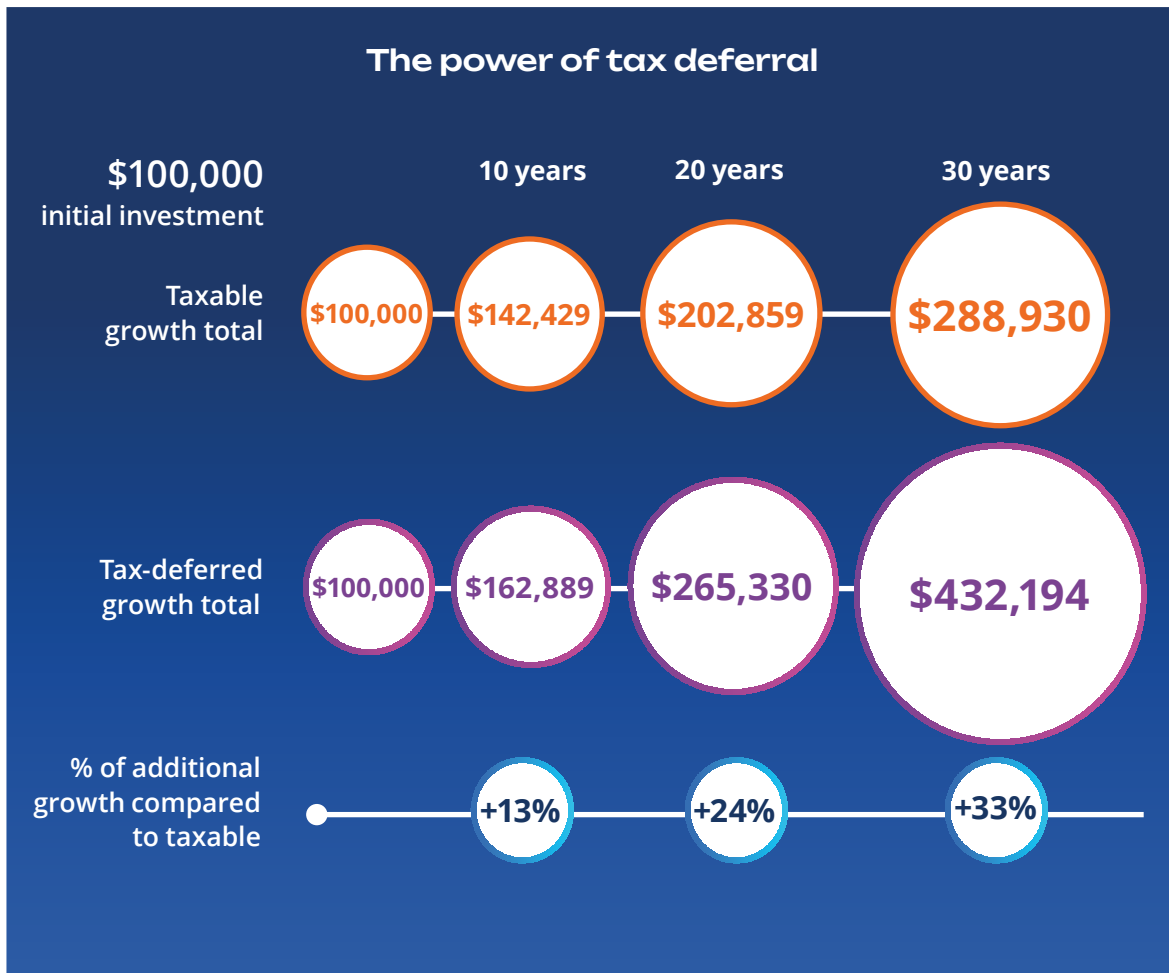 The power of tax deferral
$100,000
initial investment
10 years
20 years
30 years
Taxable
growth total
$100,000
$142,429
$202,859
$288,930
Tax-deferred
growth total
$100,000
$162,889
$265,330
$432,194
% of additional
growth compared
to taxable
+13%
+24%
+33%